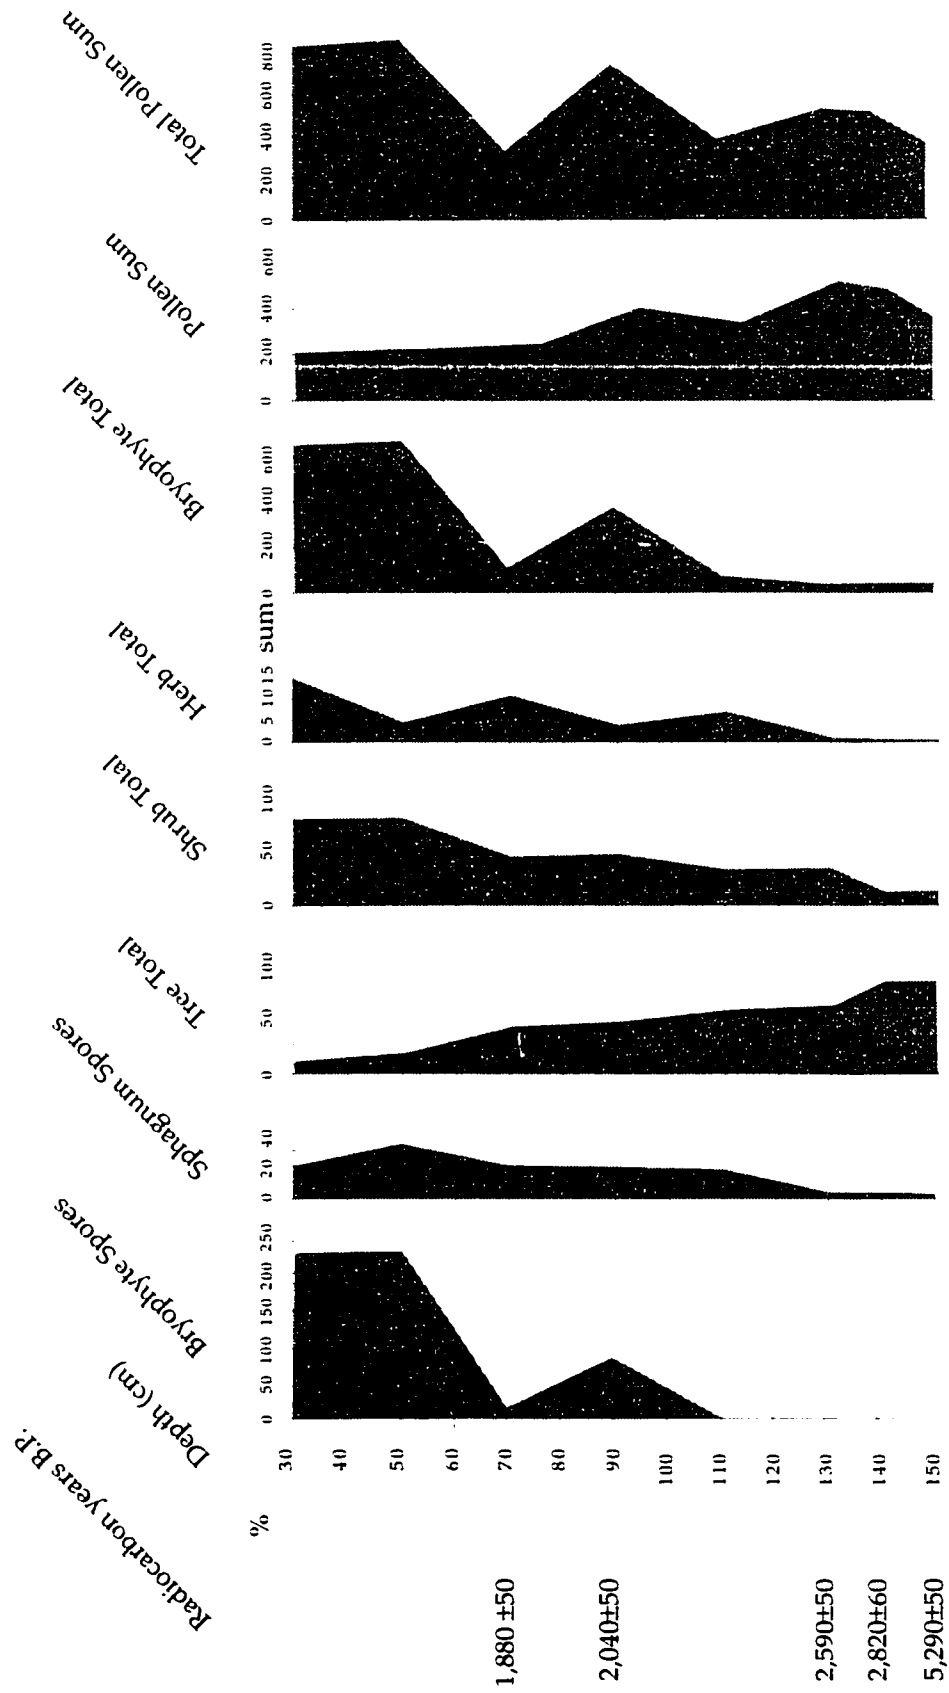 Radiocarbon years B.P.
Depth (cm)
Bryophyte Spores
Sphagnum Spores
Tree Total
Shrub Total
Herb Total
Bryophyte Total
Pollen Sum
Total Pollen Sum
%
0 50 100 150 200 250
0 20 40
0 50 100
0 50 100
0 5 10 15
sum
0 200 400 600
0 200 400 600
0 200 400 600 800
30
40
50
60
1,880 ±50 70
80
2,040±50 90
100
110
120
2,590±50 130
2,820±60 140
5,290±50 150